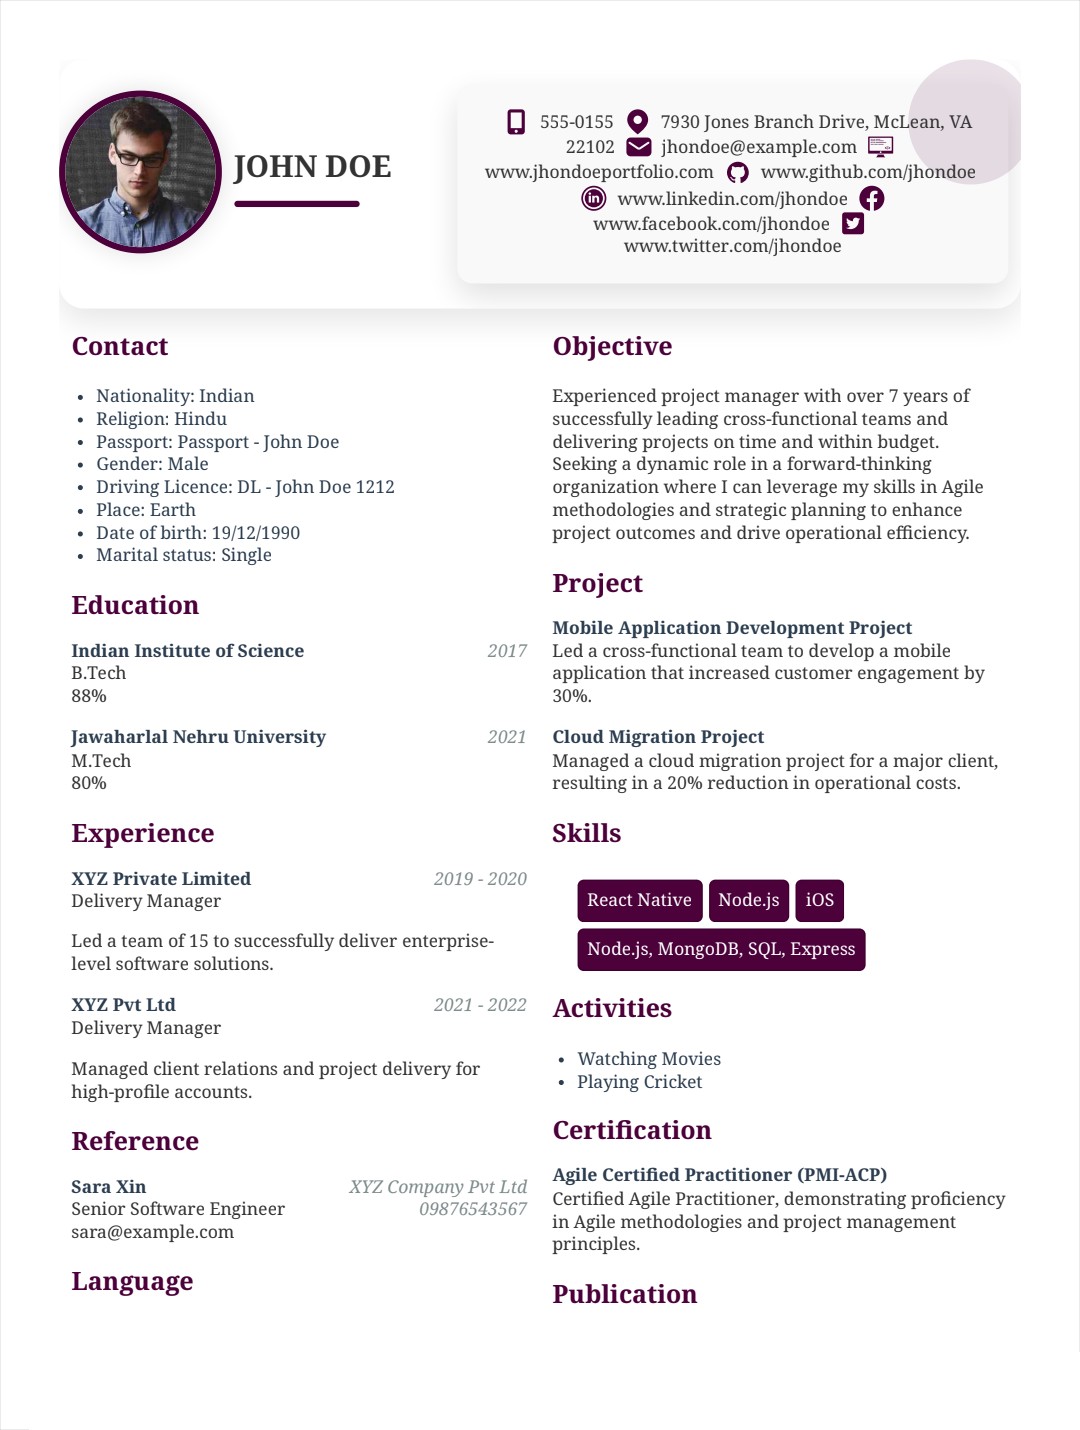 JOHN DOE
555-0155 7930 Jones Branch Drive, McLean, VA
22102 jhondoe@example.com
www.jhondoeportfolio.com www.github.com/jhondoe
www.linkedin.com/jhondoe
www.facebook.com/jhondoe
www.twitter.com/jhondoe
Contact
• Nationality: Indian
• Religion: Hindu
• Passport: Passport - John Doe
• Gender: Male
• Driving Licence: DL - John Doe 1212
• Place: Earth
• Date of birth: 19/12/1990
• Marital status: Single
Education
Indian Institute of Science 2017
B.Tech
88%
Jawaharlal Nehru University 2021
M.Tech
80%
Experience
XYZ Private Limited 2019 - 2020
Delivery Manager
Led a team of 15 to successfully deliver enterprise-
level software solutions.
XYZ Pvt Ltd 2021 - 2022
Delivery Manager
Managed client relations and project delivery for
high-profile accounts.
Reference
Sara Xin XYZ Company Pvt Ltd
Senior Software Engineer 09876543567
sara@example.com
Language
Objective
Experienced project manager with over 7 years of
successfully leading cross-functional teams and
delivering projects on time and within budget.
Seeking a dynamic role in a forward-thinking
organization where I can leverage my skills in Agile
methodologies and strategic planning to enhance
project outcomes and drive operational efficiency.
Project
Mobile Application Development Project
Led a cross-functional team to develop a mobile
application that increased customer engagement by
30%.
Cloud Migration Project
Managed a cloud migration project for a major client,
resulting in a 20% reduction in operational costs.
Skills
React Native Node.js iOS
Node.js, MongoDB, SQL, Express
Activities
• Watching Movies
• Playing Cricket
Certification
Agile Certified Practitioner (PMI-ACP)
Certified Agile Practitioner, demonstrating proficiency
in Agile methodologies and project management
principles.
Publication